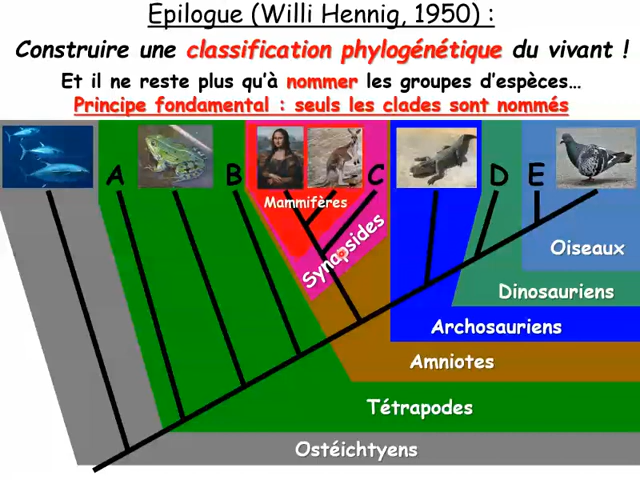 Epilogue (Willi Hennig, 1950) :
Construire une classification phylogénétique du vivant !
Et il ne reste plus qu'à nommer les groupes d'espèces...
Principe fondamental : seuls les clades sont nommés
A B C D E
Mammifères
Synapsides
Oiseaux
Dinosauriens
Archosauriens
Amniotes
Tétrapodes
Ostéichtyens